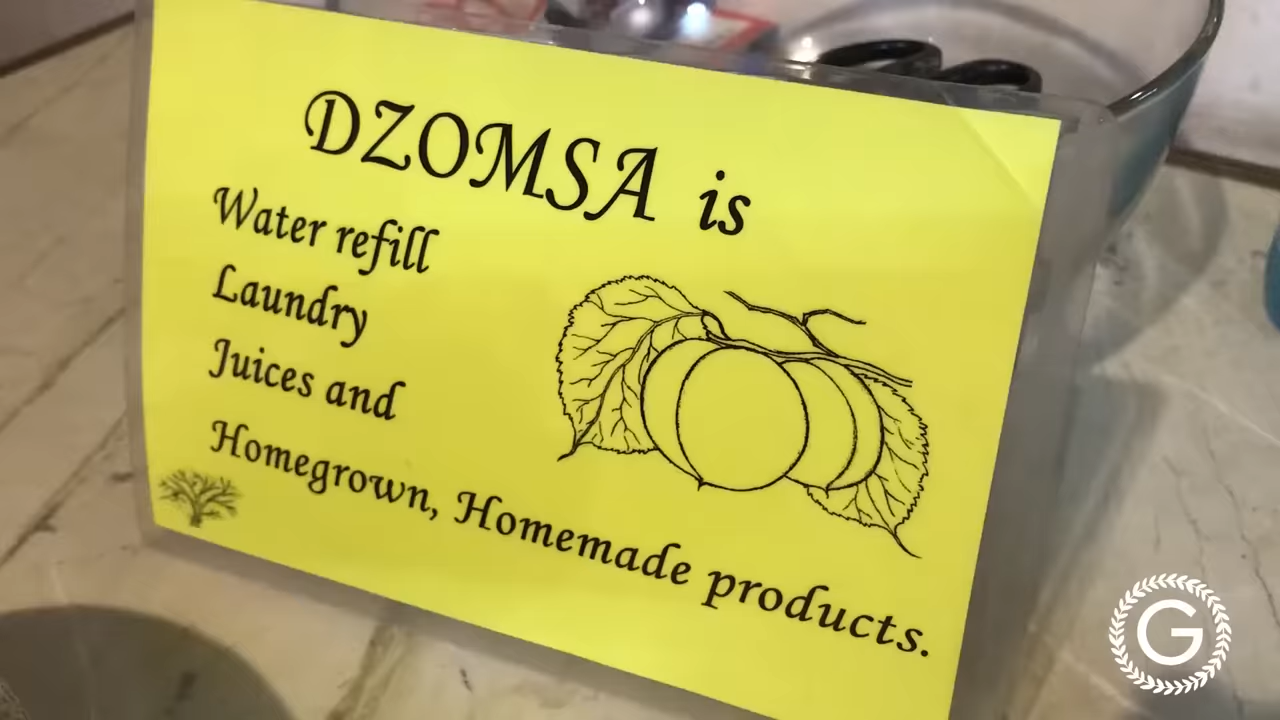 DZOMSA is
Water refill
Laundry
Juices and
Homegrown, Homemade products.
G